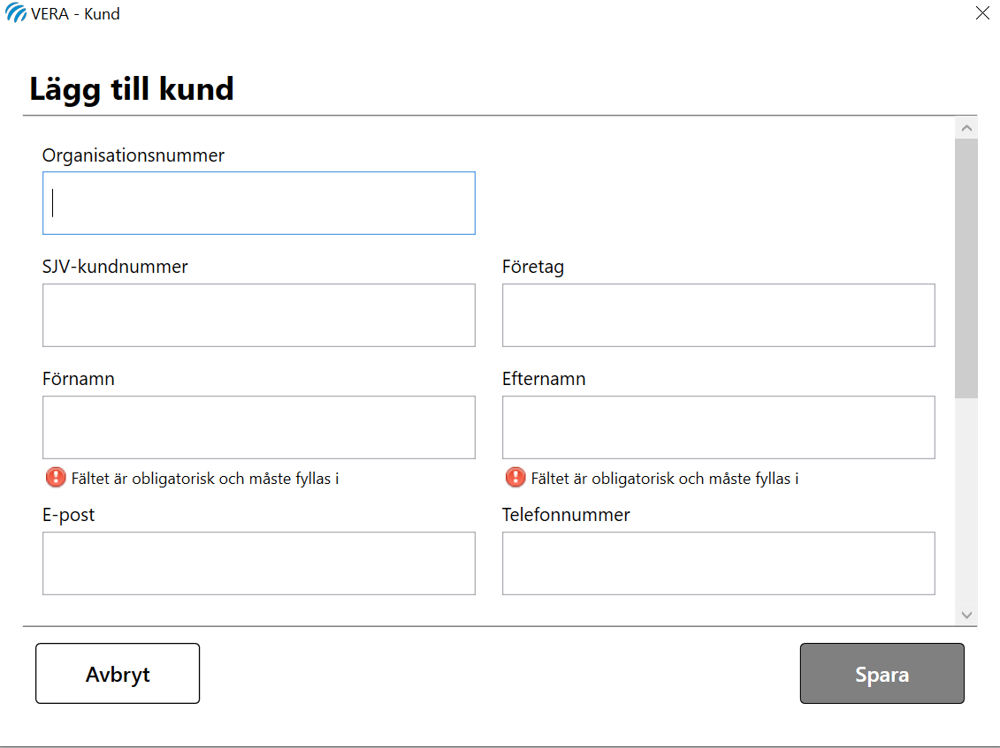 VERA - Kund
Lägg till kund
Organisationsnummer
SJV-kundnummer
Företag
Förnamn
Efternamn
Fältet är obligatorisk och måste fyllas i
Fältet är obligatorisk och måste fyllas i
E-post
Telefonnummer
Avbryt
Spara